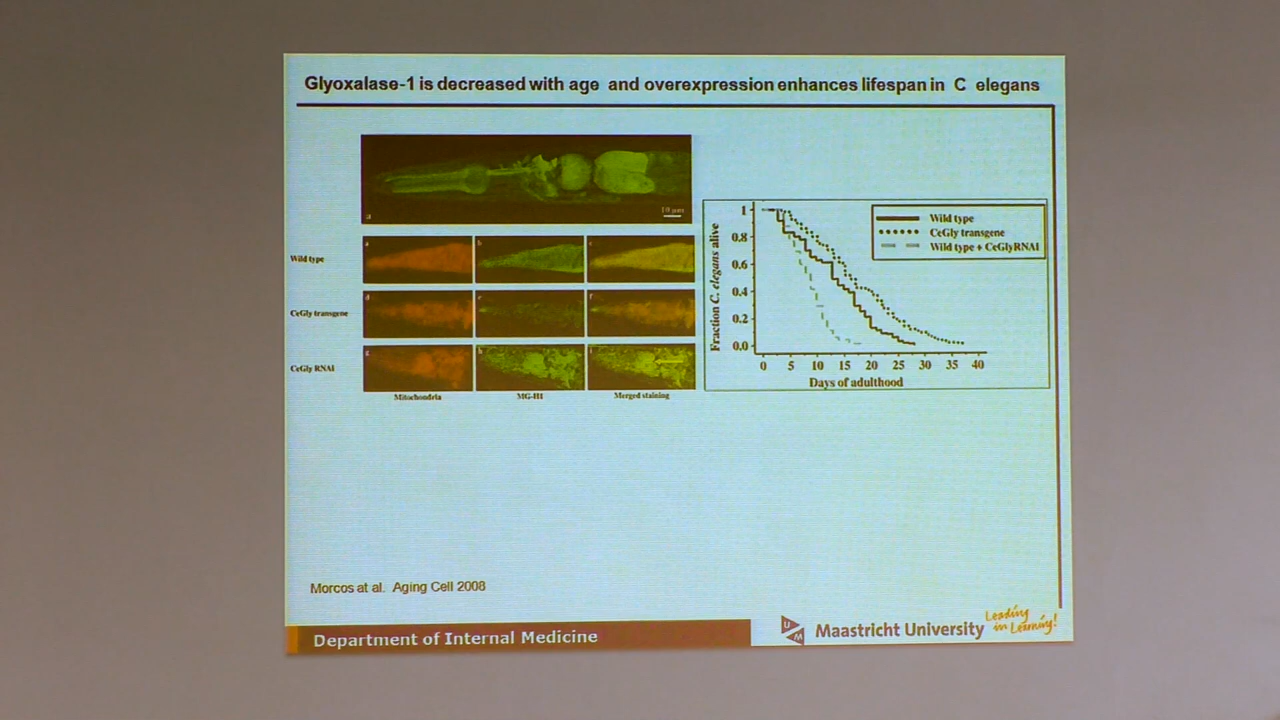 Glyoxalase-1 is decreased with age and overexpression enhances lifespan in C elegans
a
10 µm
Wild type
a
b
c
CeGly transgene
d
e
f
CeGly RNAi
g
h
i
Mitochondria
MG-H1
Merged staining
Fraction C. elegans alive
1
0.8
0.6
0.4
0.2
0.0
0 5 10 15 20 25 30 35 40
Days of adulthood
Wild type
CeGly transgene
Wild type + CeGlyRNAi
Morcos at al. Aging Cell 2008
Department of Internal Medicine
UM
Maastricht University
Leading
in Learning!